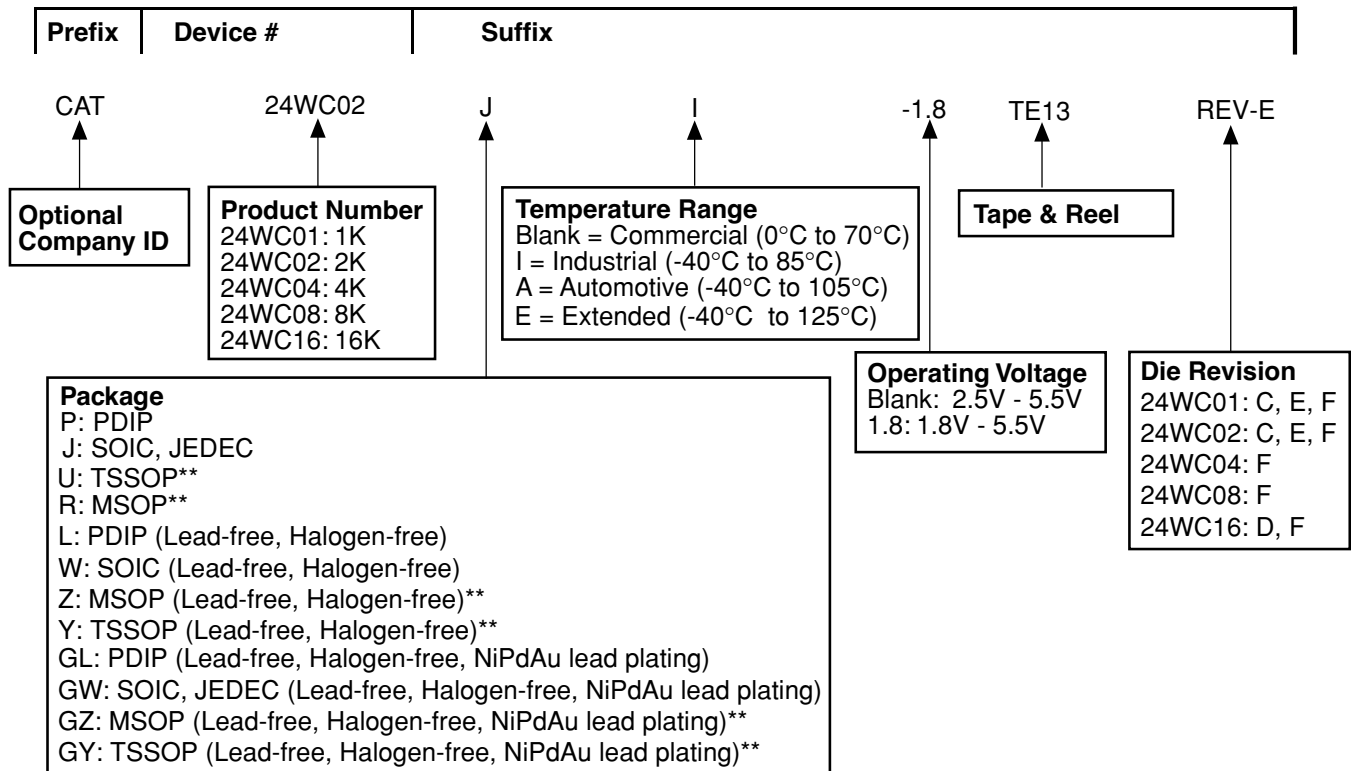 Prefix Device # Suffix
CAT 24WC02 J I -1.8 TE13 REV-E
Optional
Company ID
Product Number
24WC01: 1K
24WC02: 2K
24WC04: 4K
24WC08: 8K
24WC16: 16K
Temperature Range
Blank = Commercial (0°C to 70°C)
I = Industrial (-40°C to 85°C)
A = Automotive (-40°C to 105°C)
E = Extended (-40°C to 125°C)
Tape & Reel
Package
P: PDIP
J: SOIC, JEDEC
U: TSSOP**
R: MSOP**
L: PDIP (Lead-free, Halogen-free)
W: SOIC (Lead-free, Halogen-free)
Z: MSOP (Lead-free, Halogen-free)**
Y: TSSOP (Lead-free, Halogen-free)**
GL: PDIP (Lead-free, Halogen-free, NiPdAu lead plating)
GW: SOIC, JEDEC (Lead-free, Halogen-free, NiPdAu lead plating)
GZ: MSOP (Lead-free, Halogen-free, NiPdAu lead plating)**
GY: TSSOP (Lead-free, Halogen-free, NiPdAu lead plating)**
Operating Voltage
Blank: 2.5V - 5.5V
1.8: 1.8V - 5.5V
Die Revision
24WC01: C, E, F
24WC02: C, E, F
24WC04: F
24WC08: F
24WC16: D, F